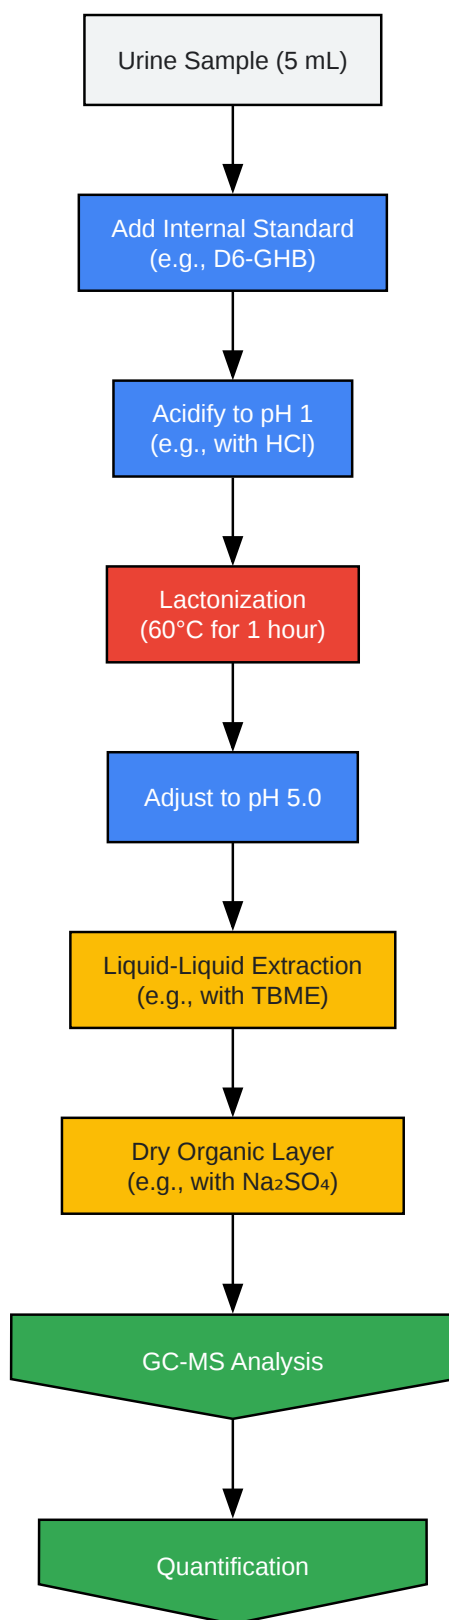 Urine Sample (5 mL)
Add Internal Standard
(e.g., D6-GHB)
Acidify to pH 1
(e.g., with HCl)
Lactonization
(60°C for 1 hour)
Adjust to pH 5.0
Liquid-Liquid Extraction
(e.g., with TBME)
Dry Organic Layer
(e.g., with Na₂SO₄)
GC-MS Analysis
Quantification